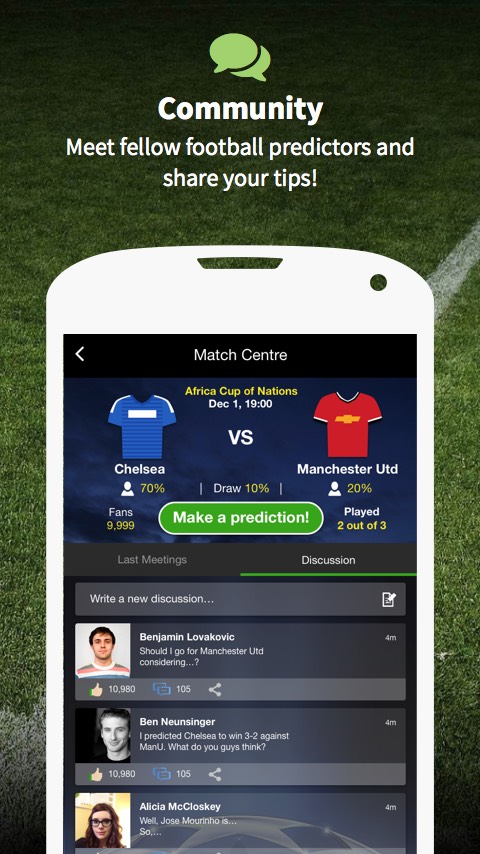 Community
Meet fellow football predictors and
share your tips!
Match Centre
Africa Cup of Nations
Dec 1, 19:00
VS
Chelsea
Manchester Utd
70% | Draw 10% | 20%
Fans
9,999
Make a prediction!
Played
2 out of 3
Last Meetings
Discussion
Write a new discussion...
Benjamin Lovakovic
4m
Should I go for Manchester Utd
considering...?
10,980
105
Ben Neunsinger
4m
I predicted Chelsea to win 3-2 against
ManU. What do you guys think?
10,980
105
Alicia McCloskey
4m
Well, Jose Mourinho is...
So,...